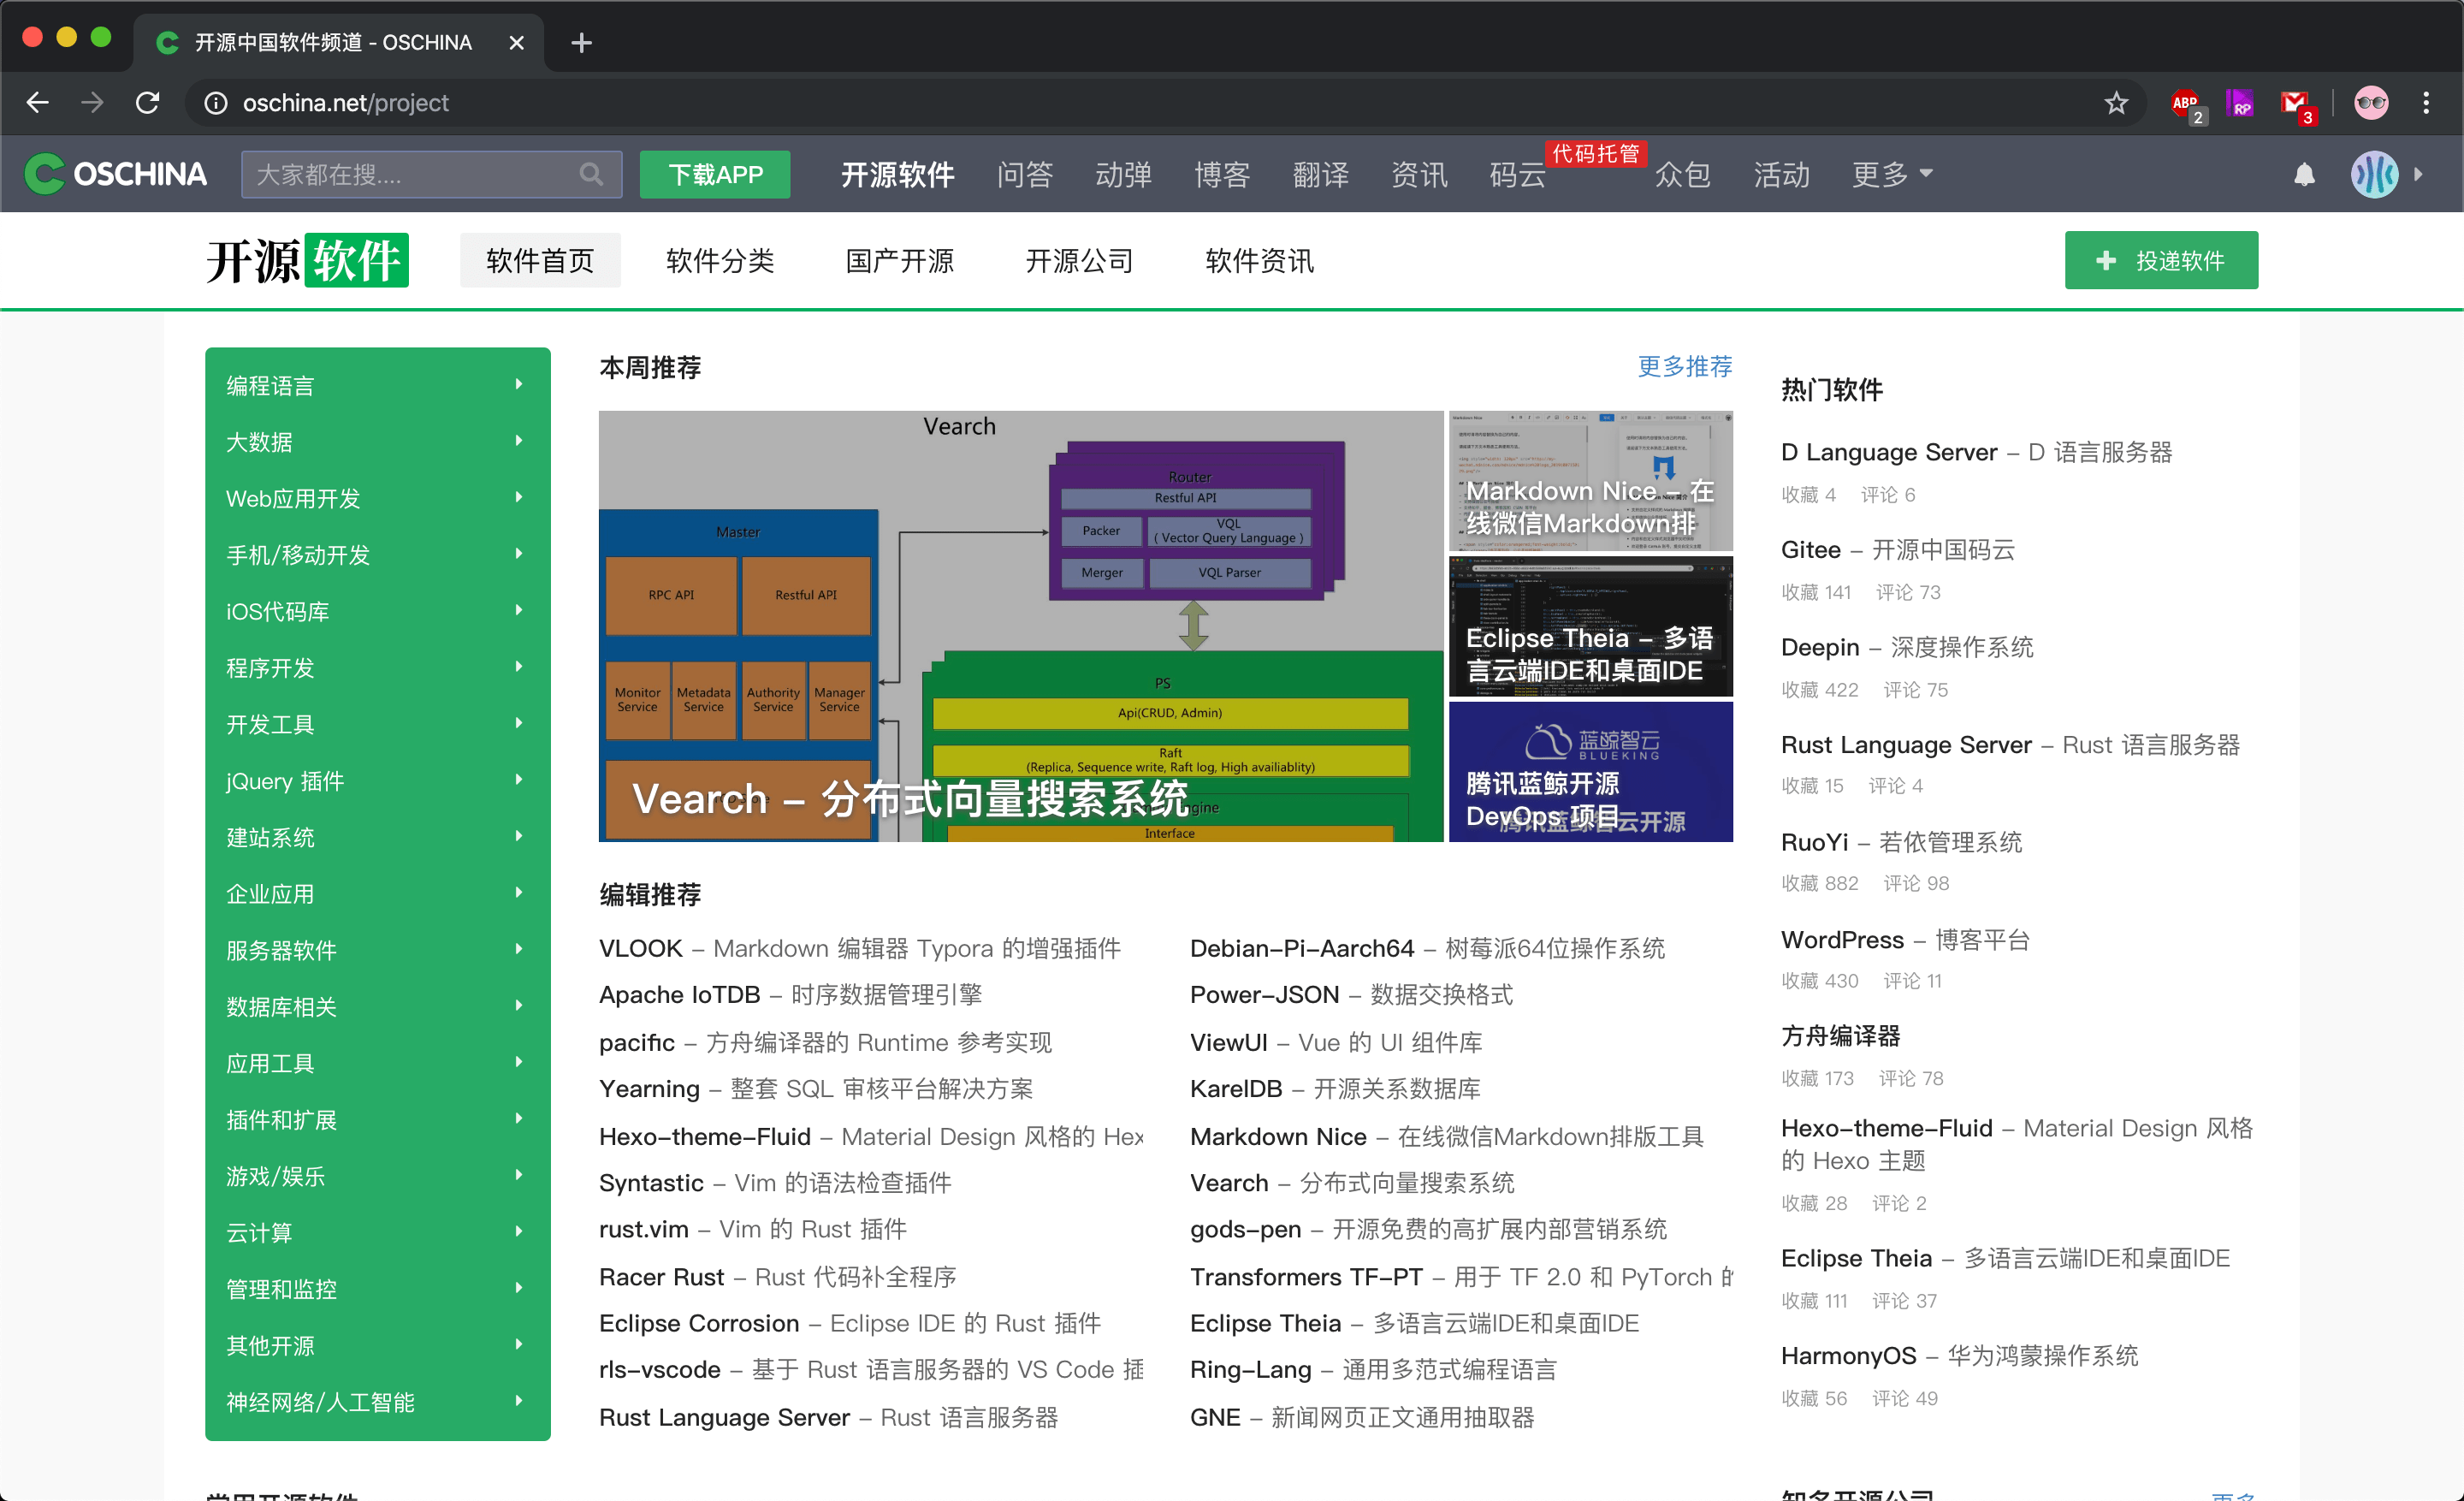 开源中国软件频道 - OSCHINA
oschina.net/project
ABP 2
RP
3
OSCHINA
大家都在搜....
下载APP
开源软件
问答
动弹
博客
翻译
资讯
码云
代码托管
众包
活动
更多
开源软件
软件首页
软件分类
国产开源
开源公司
软件资讯
投递软件
编程语言
大数据
Web应用开发
手机/移动开发
iOS代码库
程序开发
开发工具
jQuery 插件
建站系统
企业应用
服务器软件
数据库相关
应用工具
插件和扩展
游戏/娱乐
云计算
管理和监控
其他开源
神经网络/人工智能
本周推荐
更多推荐
Vearch
Router
Restful API
Packer
VQL
( Vector Query Language )
Merger
VQL Parser
Master
RPC API
Restful API
Monitor Service
Metadata Service
Authority Service
Manager Service
PS
Api(CRUD, Admin)
Raft
(Replica, Sequence write, Raft log, High availiablity)
Interface
Vearch – 分布式向量搜索系统
Markdown Nice – 在
线微信Markdown排
Eclipse Theia – 多语
言云端IDE和桌面IDE
蓝鲸智云
BLUEKING
腾讯蓝鲸开源
DevOps 项目
腾讯蓝鲸智云开源
编辑推荐
VLOOK – Markdown 编辑器 Typora 的增强插件
Apache IoTDB – 时序数据管理引擎
pacific – 方舟编译器的 Runtime 参考实现
Yearning – 整套 SQL 审核平台解决方案
Hexo-theme-Fluid – Material Design 风格的 Hex
Syntastic – Vim 的语法检查插件
rust.vim – Vim 的 Rust 插件
Racer Rust – Rust 代码补全程序
Eclipse Corrosion – Eclipse IDE 的 Rust 插件
rls-vscode – 基于 Rust 语言服务器的 VS Code 插
Rust Language Server – Rust 语言服务器
Debian-Pi-Aarch64 – 树莓派64位操作系统
Power-JSON – 数据交换格式
ViewUI – Vue 的 UI 组件库
KarelDB – 开源关系数据库
Markdown Nice – 在线微信Markdown排版工具
Vearch – 分布式向量搜索系统
gods-pen – 开源免费的高扩展内部营销系统
Transformers TF-PT – 用于 TF 2.0 和 PyTorch 的
Eclipse Theia – 多语言云端IDE和桌面IDE
Ring-Lang – 通用多范式编程语言
GNE – 新闻网页正文通用抽取器
热门软件
D Language Server – D 语言服务器
收藏 4 评论 6
Gitee – 开源中国码云
收藏 141 评论 73
Deepin – 深度操作系统
收藏 422 评论 75
Rust Language Server – Rust 语言服务器
收藏 15 评论 4
RuoYi – 若依管理系统
收藏 882 评论 98
WordPress – 博客平台
收藏 430 评论 11
方舟编译器
收藏 173 评论 78
Hexo-theme-Fluid – Material Design 风格
的 Hexo 主题
收藏 28 评论 2
Eclipse Theia – 多语言云端IDE和桌面IDE
收藏 111 评论 37
HarmonyOS – 华为鸿蒙操作系统
收藏 56 评论 49
常用开源软件
知名开源公司
更多